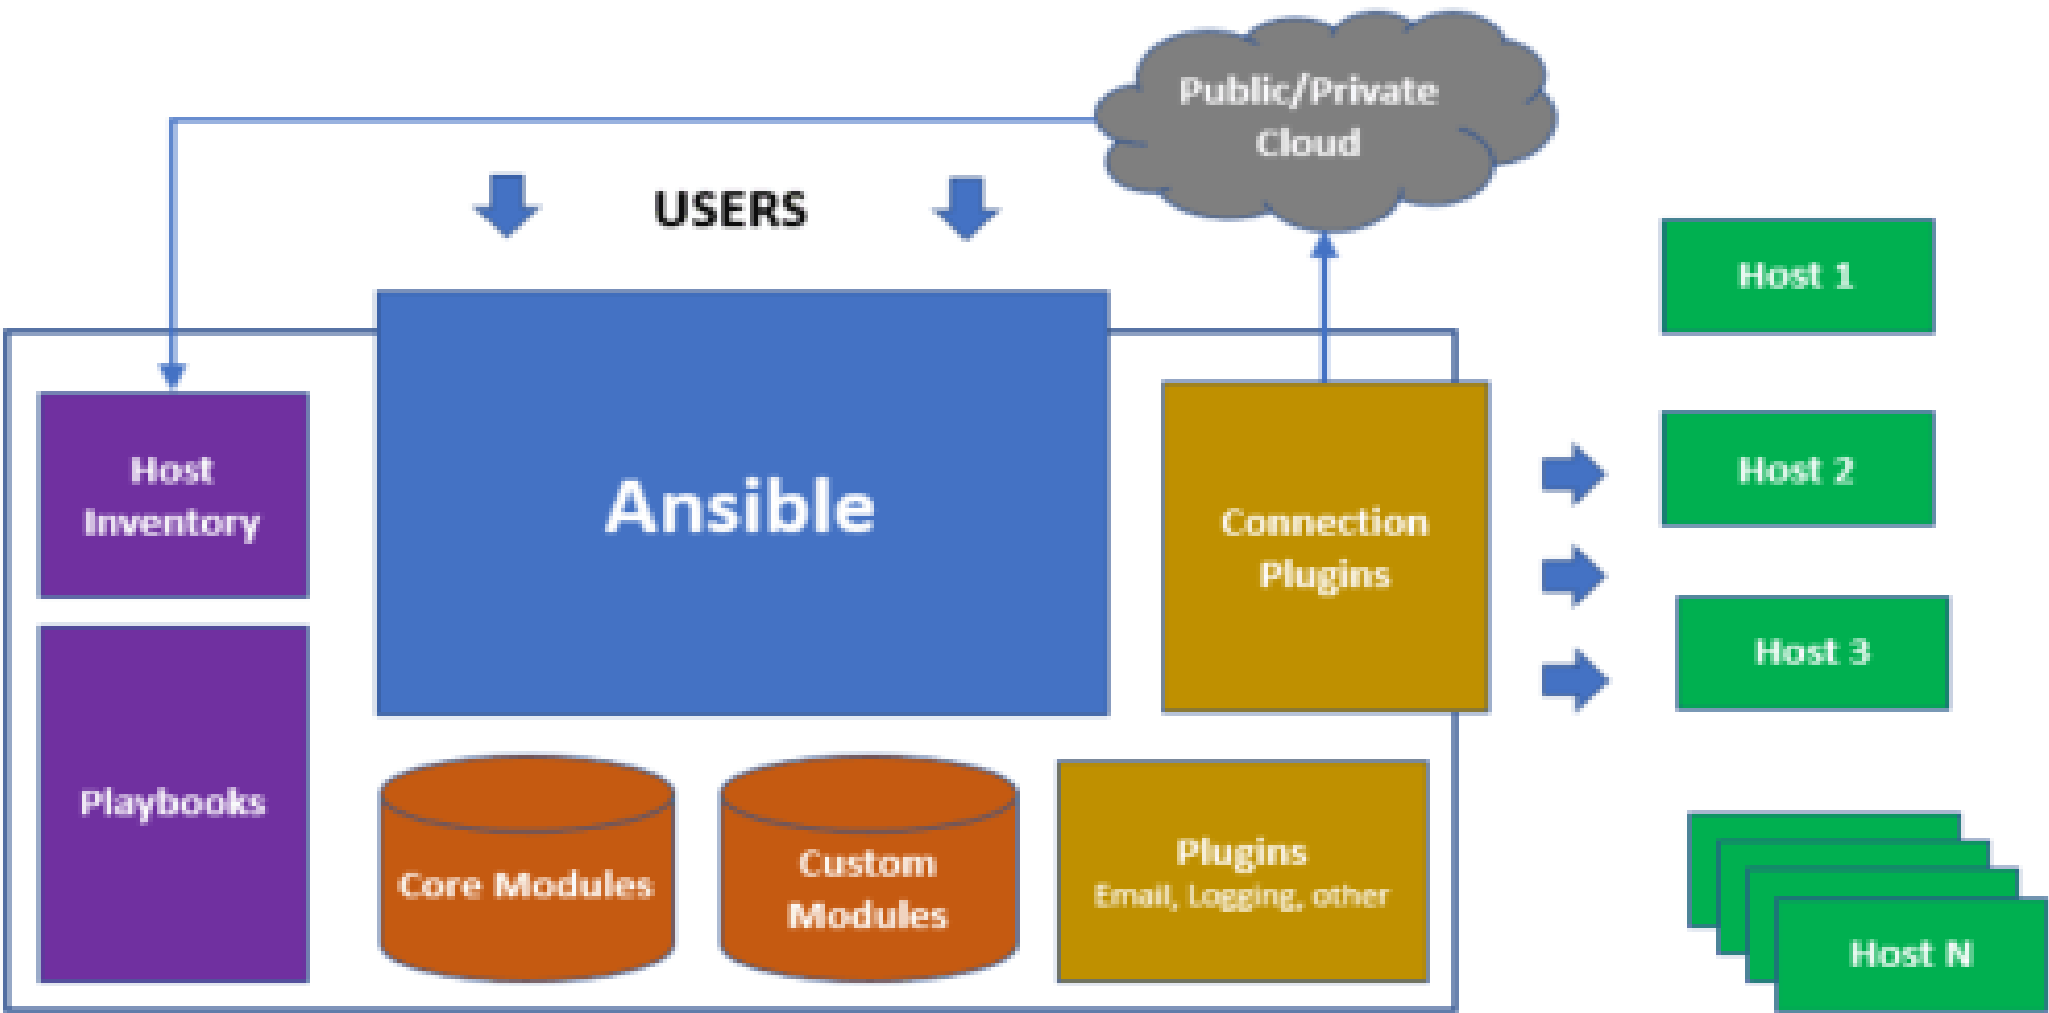 Public/Private
Cloud
USERS
Host 1
Host
Inventory
Ansible
Connection
Plugins
Host 2
Host 3
Playbooks
Core Modules
Custom
Modules
Plugins
Email, Logging, other
Host N